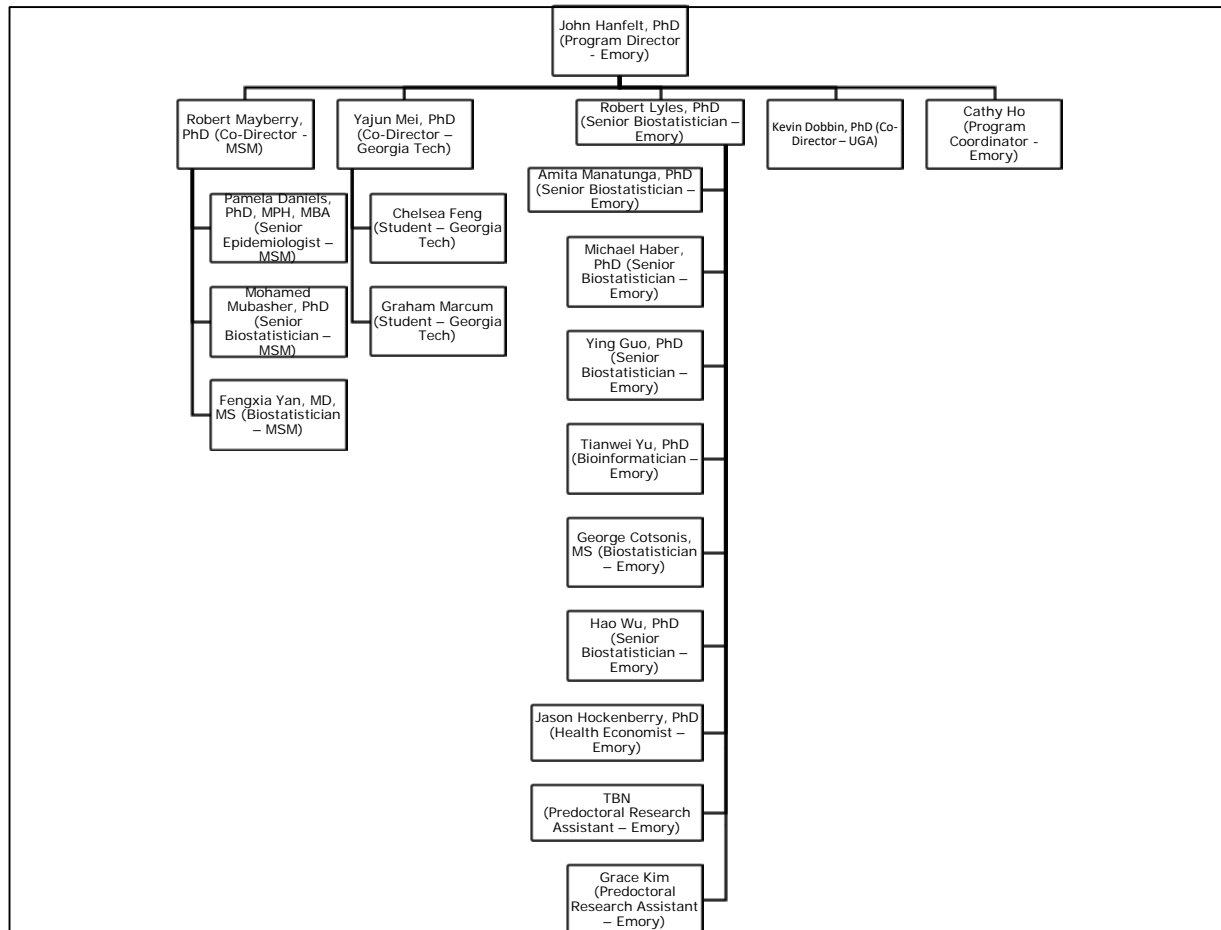 John Hanfelt, PhD
(Program Director
- Emory)
Robert Mayberry,
PhD (Co-Director -
MSM)
Yajun Mei, PhD
(Co-Director –
Georgia Tech)
Robert Lyles, PhD
(Senior Biostatistician –
Emory)
Kevin Dobbin, PhD (Co-
Director – UGA)
Cathy Ho
(Program
Coordinator -
Emory)
Pamela Daniels,
PhD, MPH, MBA
(Senior
Epidemiologist –
MSM)
Mohamed
Mubasher, PhD
(Senior
Biostatistician –
MSM)
Fengxia Yan, MD,
MS (Biostatistician
– MSM)
Chelsea Feng
(Student – Georgia
Tech)
Graham Marcum
(Student – Georgia
Tech)
Amita Manatunga, PhD
(Senior Biostatistician –
Emory)
Michael Haber,
PhD (Senior
Biostatistician –
Emory)
Ying Guo, PhD
(Senior
Biostatistician –
Emory)
Tianwei Yu, PhD
(Bioinformatician –
Emory)
George Cotsonis,
MS (Biostatistician
– Emory)
Hao Wu, PhD
(Senior
Biostatistician –
Emory)
Jason Hockenberry, PhD
(Health Economist –
Emory)
TBN
(Predoctoral Research
Assistant – Emory)
Grace Kim
(Predoctoral
Research Assistant
– Emory)